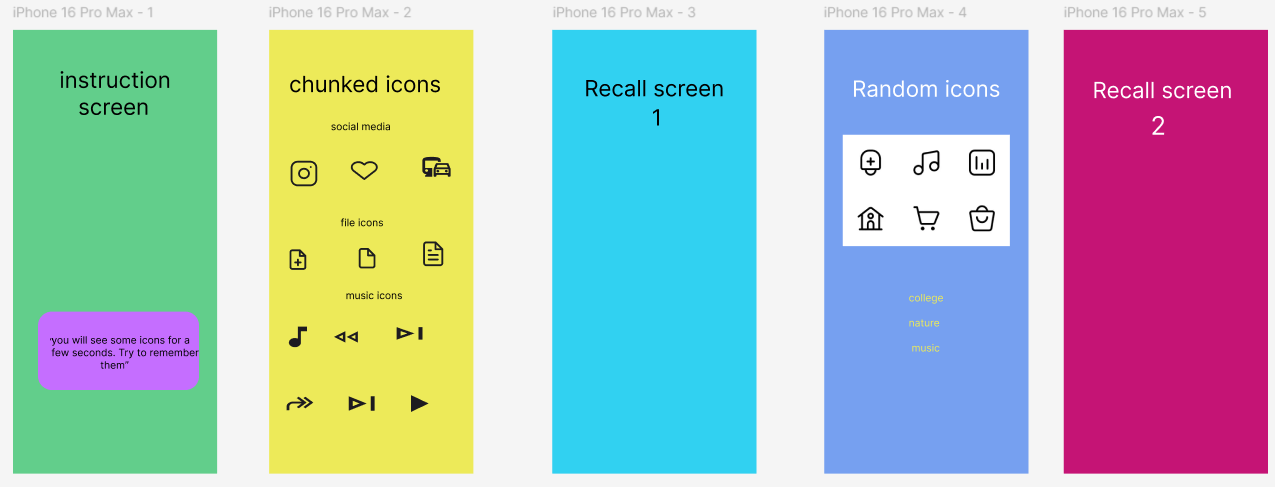 iPhone 16 Pro Max - 1
instruction
screen
"you will see some icons for a
few seconds. Try to remember
them"
iPhone 16 Pro Max - 2
chunked icons
social media
file icons
music icons
iPhone 16 Pro Max - 3
Recall screen
1
iPhone 16 Pro Max - 4
Random icons
college
nature
music
iPhone 16 Pro Max - 5
Recall screen
2